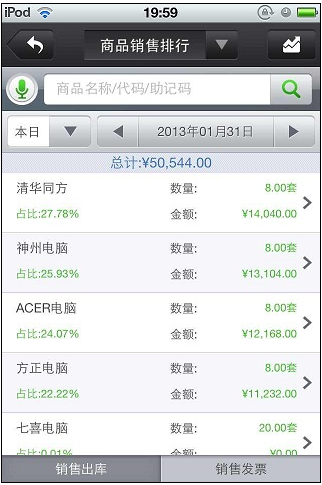 iPod 19:59
商品销售排行
商品名称/代码/助记码
本日 2013年01月31日
总计:¥50,544.00
清华同方 数量: 8.00套
占比:27.78% 金额: ¥14,040.00
神州电脑 数量: 8.00套
占比:25.93% 金额: ¥13,104.00
ACER电脑 数量: 8.00套
占比:24.07% 金额: ¥12,168.00
方正电脑 数量: 8.00套
占比:22.22% 金额: ¥11,232.00
七喜电脑 数量: 20.00套
占比:0.01% 金额: ¥0.00
销售出库 销售发票